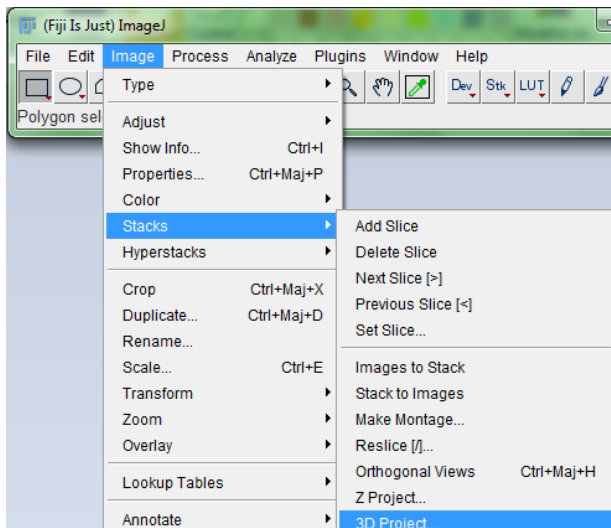 (Fiji Is Just) ImageJ
File Edit Image Process Analyze Plugins Window Help
Dev Stk LUT
Polygon sel
Type
Adjust
Show Info... Ctrl+I
Properties... Ctrl+Maj+P
Color
Stacks
Hyperstacks
Crop Ctrl+Maj+X
Duplicate... Ctrl+Maj+D
Rename...
Scale... Ctrl+E
Transform
Zoom
Overlay
Lookup Tables
Annotate
Add Slice
Delete Slice
Next Slice [>]
Previous Slice [<]
Set Slice...
Images to Stack
Stack to Images
Make Montage...
Reslice [/]...
Orthogonal Views Ctrl+Maj+H
Z Project...
3D Project...